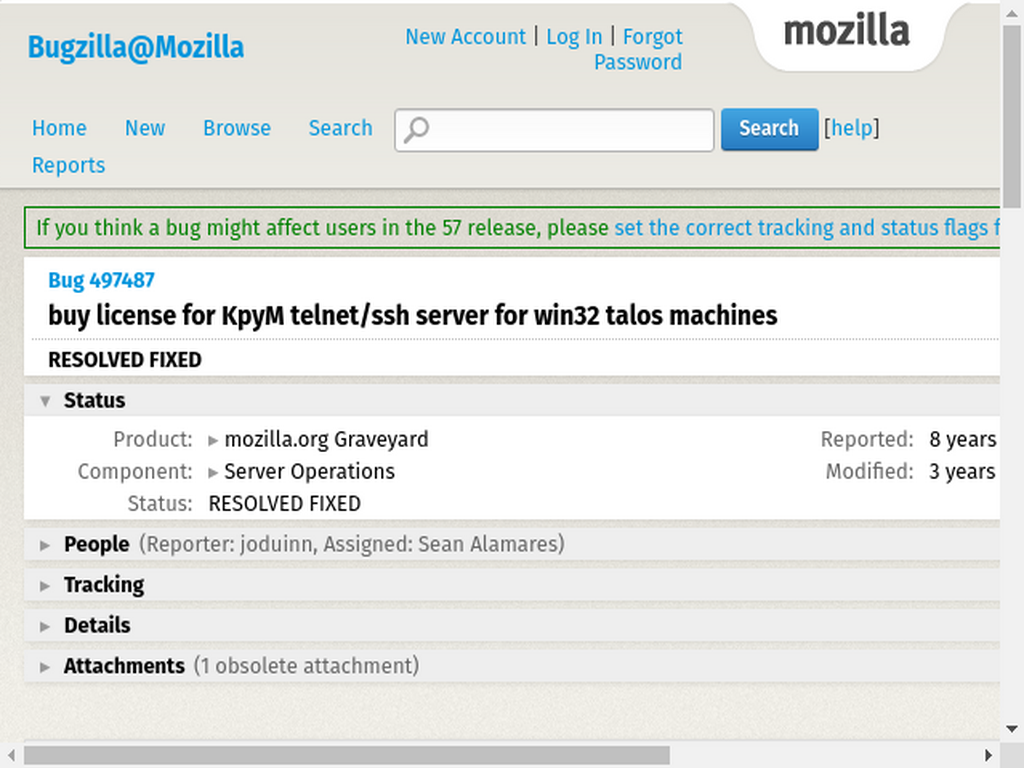 Bugzilla@Mozilla
New Account | Log In | Forgot
Password
mozilla
Home New Browse Search Search [help]
Reports
If you think a bug might affect users in the 57 release, please set the correct tracking and status flags f
Bug 497487
buy license for KpyM telnet/ssh server for win32 talos machines
RESOLVED FIXED
Status
Product: mozilla.org Graveyard Reported: 8 years
Component: Server Operations Modified: 3 years
Status: RESOLVED FIXED
People (Reporter: joduinn, Assigned: Sean Alamares)
Tracking
Details
Attachments (1 obsolete attachment)